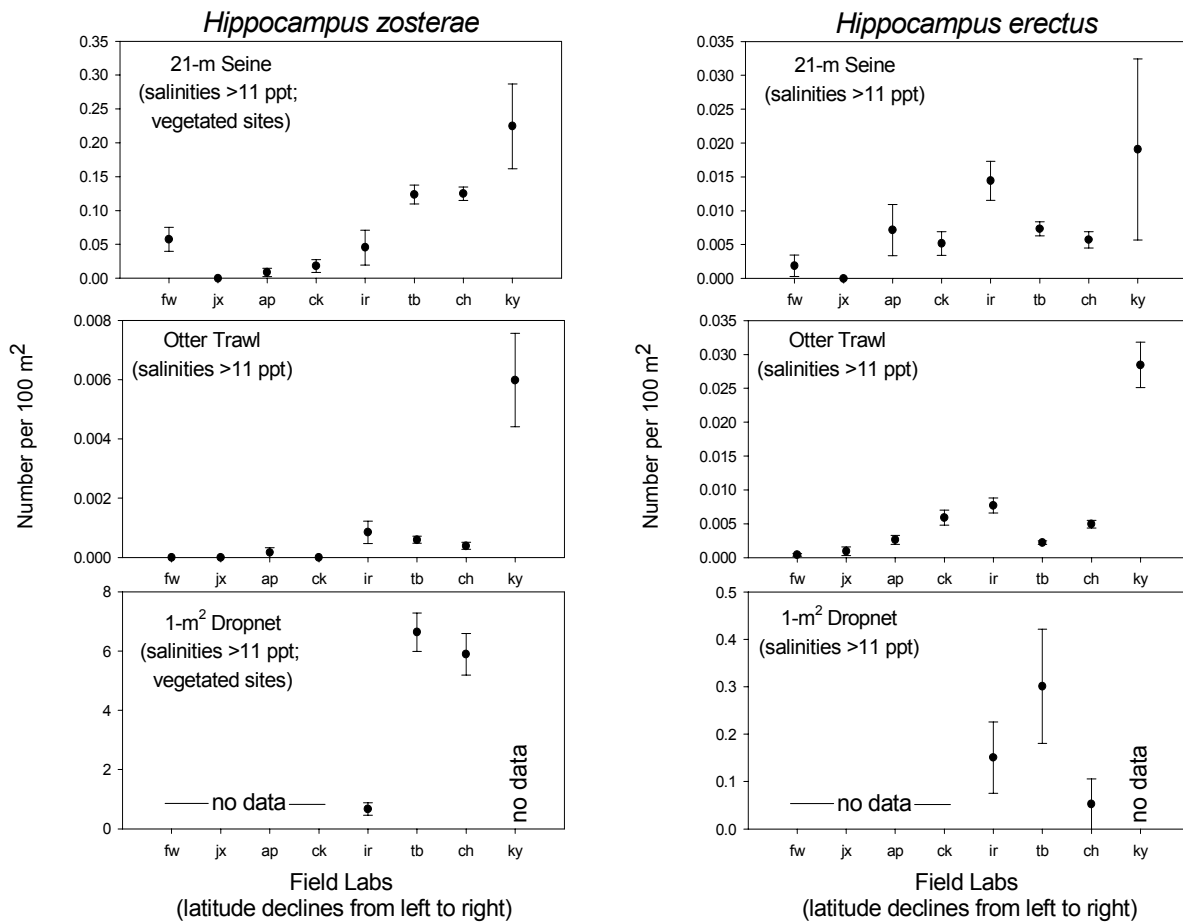 Hippocampus zosterae
0.35
0.30
0.25
0.20
0.15
0.10
0.05
0.00
21-m Seine
(salinities >11 ppt;
vegetated sites)
fw jx ap ck ir tb ch ky
0.008
0.006
0.004
0.002
0.000
Otter Trawl
(salinities >11 ppt)
fw jx ap ck ir tb ch ky
8
6
4
2
0
1-m² Dropnet
(salinities >11 ppt;
vegetated sites)
no data
no data
fw jx ap ck ir tb ch ky
Number per 100 m²
Field Labs
(latitude declines from left to right)
Hippocampus erectus
0.035
0.030
0.025
0.020
0.015
0.010
0.005
0.000
21-m Seine
(salinities >11 ppt)
fw jx ap ck ir tb ch ky
0.035
0.030
0.025
0.020
0.015
0.010
0.005
0.000
Otter Trawl
(salinities >11 ppt)
fw jx ap ck ir tb ch ky
0.5
0.4
0.3
0.2
0.1
0.0
1-m² Dropnet
(salinities >11 ppt)
no data
no data
fw jx ap ck ir tb ch ky
Number per 100 m²
Field Labs
(latitude declines from left to right)